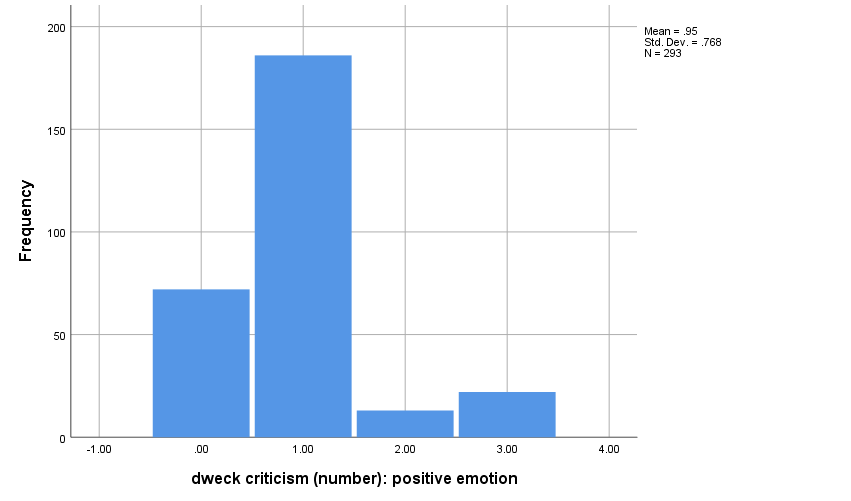 Mean = .95
Std. Dev. = .768
N = 293
200
150
100
50
0
Frequency
-1.00 .00 1.00 2.00 3.00 4.00
dweck criticism (number): positive emotion